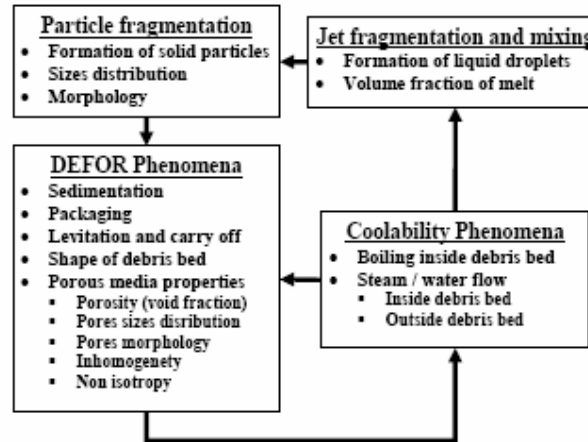 Particle fragmentation
• Formation of solid particles
• Sizes distribution
• Morphology
Jet fragmentation and mixing
• Formation of liquid droplets
• Volume fraction of melt
DEFOR Phenomena
• Sedimentation
• Packaging
• Levitation and carry off
• Shape of debris bed
• Porous media properties
▪ Porosity (void fraction)
▪ Pores sizes disribution
▪ Pores morphology
▪ Inhomogenety
▪ Non isotropy
Coolability Phenomena
• Boiling inside debris bed
• Steam / water flow
▪ Inside debris bed
▪ Outside debris bed